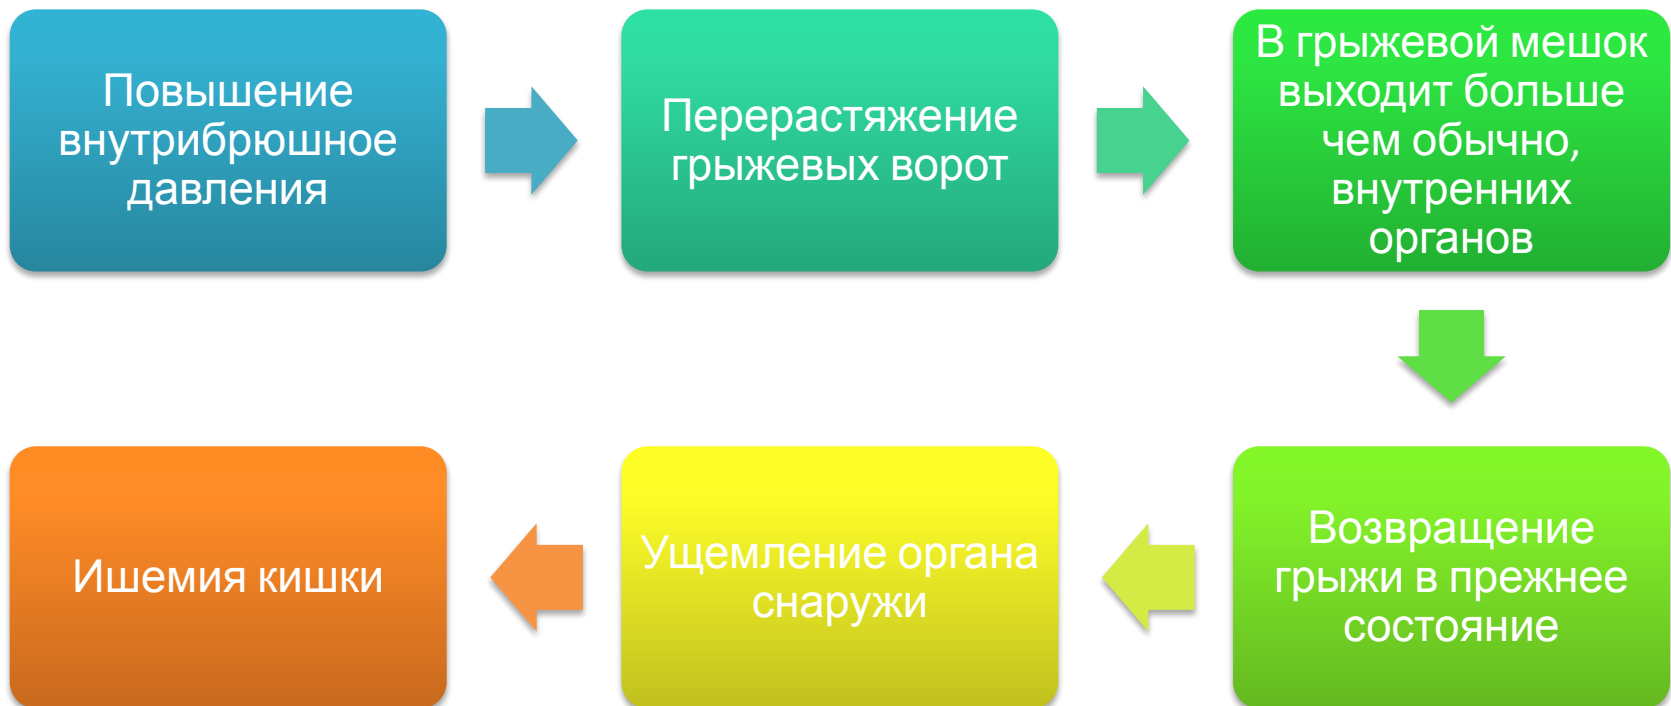 Повышение
внутрибрюшное
давления
Перерастяжение
грыжевых ворот
В грыжевой мешок
выходит больше
чем обычно,
внутренних
органов
Возвращение
грыжи в прежнее
состояние
Ущемление органа
снаружи
Ишемия кишки